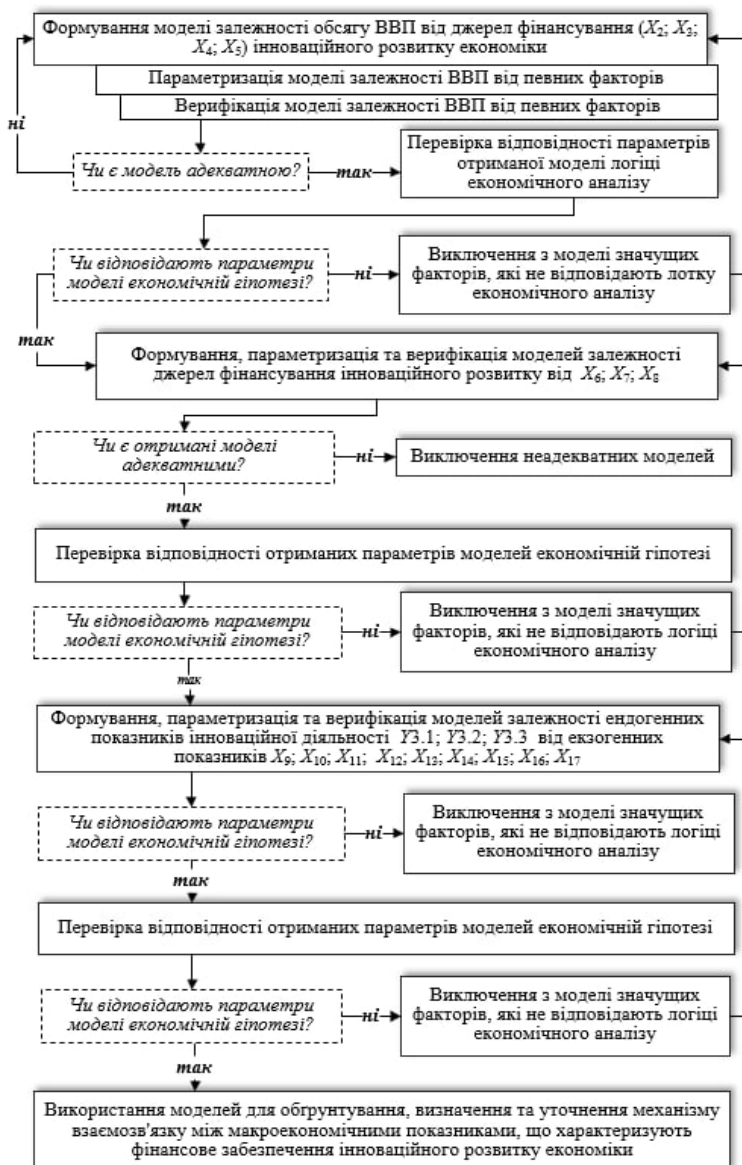 Формування моделі залежності обсягу ВВП від джерел фінансування (X₂; X₃;
X₄; X₅) інноваційного розвитку економіки
Параметризація моделі залежності ВВП від певних факторів
Верифікація моделі залежності ВВП від певних факторів
ні
Чи є модель адекватною?
так
Перевірка відповідності параметрів
отриманої моделі логіці
економічного аналізу
Чи відповідають параметри
моделі економічній гіпотезі?
ні
Виключення з моделі значущих
факторів, які не відповідають лотку
економічного аналізу
так
Формування, параметризація та верифікація моделей залежності
джерел фінансування інноваційного розвитку від X₆; X₇; X₈
Чи є отримані моделі
адекватними?
ні
Виключення неадекватних моделей
так
Перевірка відповідності отриманих параметрів моделей економічній гіпотезі
Чи відповідають параметри
моделі економічній гіпотезі?
ні
Виключення з моделі значущих
факторів, які не відповідають логіці
економічного аналізу
так
Формування, параметризація та верифікація моделей залежності ендогенних
показників інноваційної діяльності Y3.1; Y3.2; Y3.3 від екзогенних
показників X₉; X₁₀; X₁₁; X₁₂; X₁₃; X₁₄; X₁₅; X₁₆; X₁₇
Чи відповідають параметри
моделі економічній гіпотезі?
ні
Виключення з моделі значущих
факторів, які не відповідають логіці
економічного аналізу
так
Перевірка відповідності отриманих параметрів моделей економічній гіпотезі
Чи відповідають параметри
моделі економічній гіпотезі?
ні
Виключення з моделі значущих
факторів, які не відповідають логіці
економічного аналізу
так
Використання моделей для обґрунтування, визначення та уточнення механізму
взаємозв'язку між макроекономічними показниками, що характеризують
фінансове забезпечення інноваційного розвитку економіки